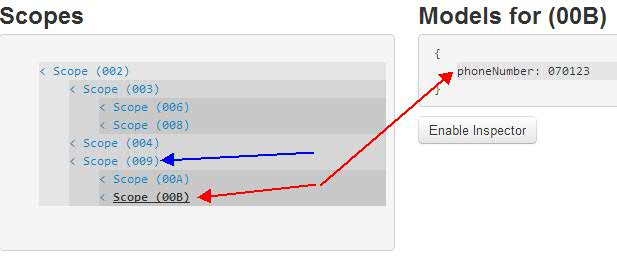 Scopes
< Scope (002)
< Scope (003)
< Scope (006)
< Scope (008)
< Scope (004)
< Scope (009)
< Scope (00A)
< Scope (00B)
Models for (00B)
{
phoneNumber: 070123
}
Enable Inspector